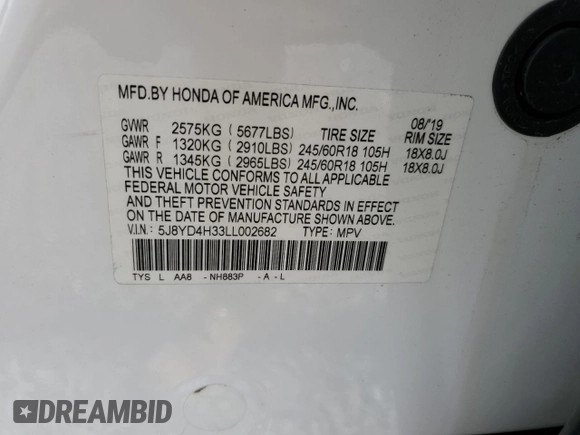 MFD.BY HONDA OF AMERICA MFG.,INC.
08/'19
GVWR 2575KG ( 5677LBS) TIRE SIZE RIM SIZE
GAWR F 1320KG ( 2910LBS) 245/60R18 105H 18X8.0J
GAWR R 1345KG ( 2965LBS) 245/60R18 105H 18X8.0J
THIS VEHICLE CONFORMS TO ALL APPLICABLE
FEDERAL MOTOR VEHICLE SAFETY
AND THEFT PREVENTION STANDARDS IN EFFECT
ON THE DATE OF MANUFACTURE SHOWN ABOVE.
V.I.N.: 5J8YD4H33LL002682 TYPE: MPV
TYS L AA8 - NH883P - A - L
DREAMBID